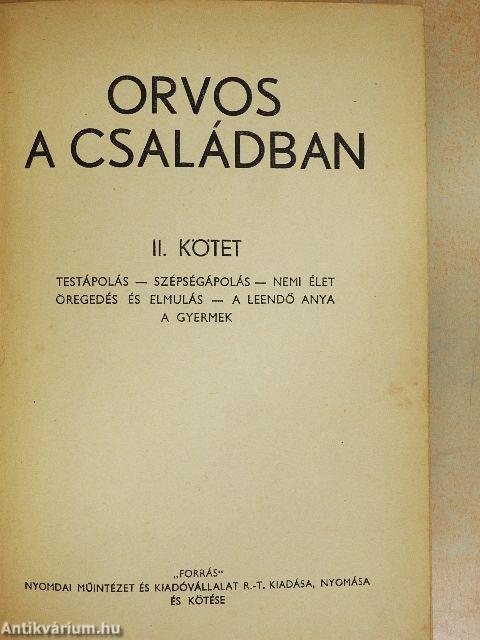 ORVOS
A CSALÁDBAN
II. KÖTET
TESTÁPOLÁS — SZÉPSÉGÁPOLÁS — NEMI ÉLET
ÖREGEDÉS ÉS ELMULÁS — A LEENDŐ ANYA
A GYERMEK
„FORRÁS"
NYOMDAI MŰINTÉZET ÉS KIADÓVÁLLALAT R.-T. KIADÁSA, NYOMÁSA
ÉS KÖTÉSE
Antikvárium.hu